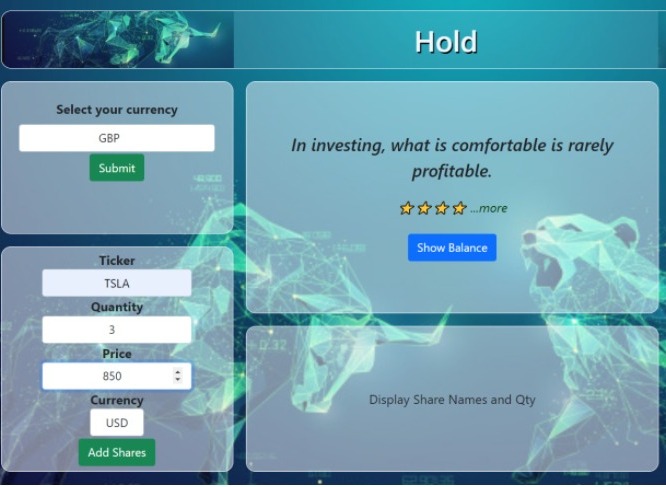 Hold
Select your currency
GBP
Submit
In investing, what is comfortable is rarely
profitable.
...more
Show Balance
Ticker
TSLA
Quantity
3
Price
850
Currency
USD
Add Shares
Display Share Names and Qty